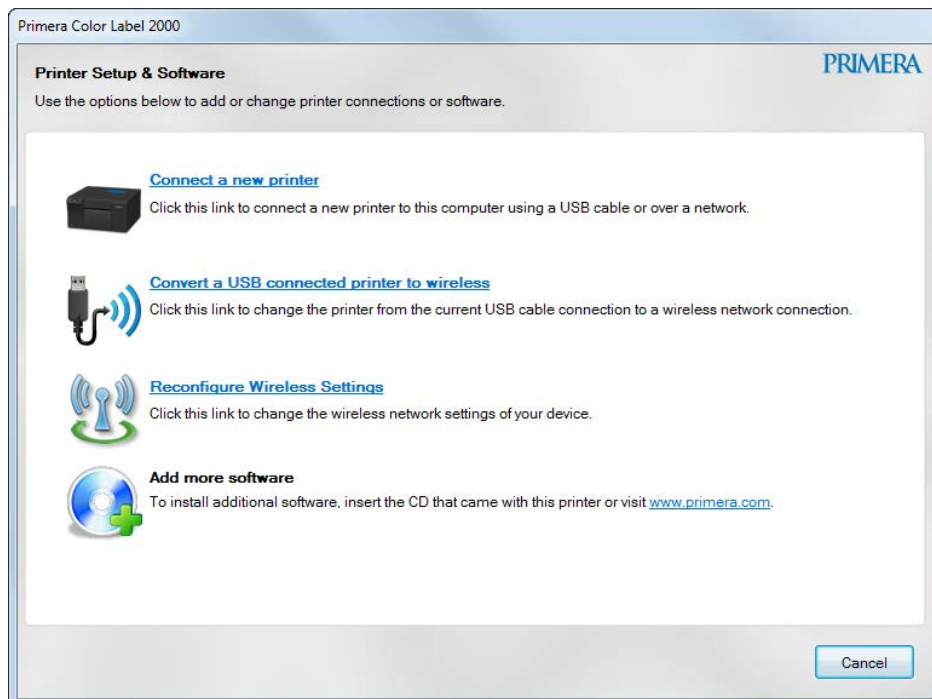 Primera Color Label 2000
PRIMERA
Printer Setup & Software
Use the options below to add or change printer connections or software.
Connect a new printer
Click this link to connect a new printer to this computer using a USB cable or over a network.
Convert a USB connected printer to wireless
Click this link to change the printer from the current USB cable connection to a wireless network connection.
Reconfigure Wireless Settings
Click this link to change the wireless network settings of your device.
Add more software
To install additional software, insert the CD that came with this printer or visit www.primera.com.
Cancel